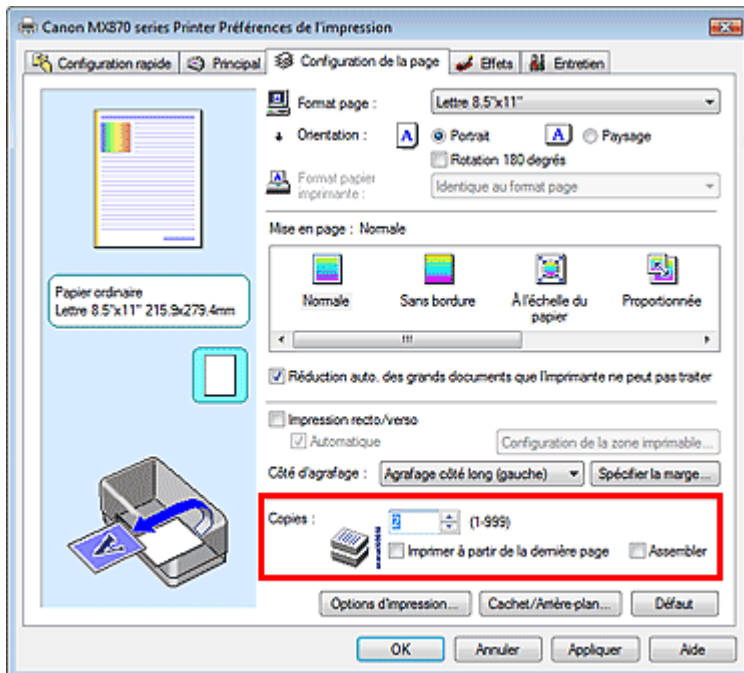 Canon MX870 series Printer Préférences de l'impression
Configuration rapide Principal Configuration de la page Effets Entretien
Format page : Lettre 8.5"x11"
Orientation : A Portrait A Paysage
Rotation 180 degrés
Format papier
imprimante : Identique au format page
Mise en page : Normale
Normale Sans bordure À l'échelle du
papier Proportionnée
Papier ordinaire
Lettre 8.5"x11" 215.9x279.4mm
Réduction auto. des grands documents que l'imprimante ne peut pas traiter
Impression recto/verso
Automatique Configuration de la zone imprimable...
Côté d'agrafage : Agrafage côté long (gauche) Spécifier la marge...
Copies : 2 (1-999)
Imprimer à partir de la dernière page Assembler
Options d'impression... Cachet/Arrière-plan... Défaut
OK Annuler Appliquer Aide